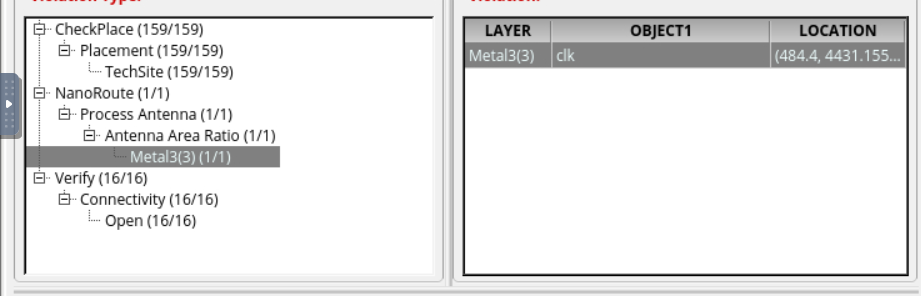 CheckPlace (159/159)
Placement (159/159)
TechSite (159/159)
NanoRoute (1/1)
Process Antenna (1/1)
Antenna Area Ratio (1/1)
Metal3(3) (1/1)
Verify (16/16)
Connectivity (16/16)
Open (16/16)
LAYER OBJECT1 LOCATION
Metal3(3) clk (484.4, 4431.155...